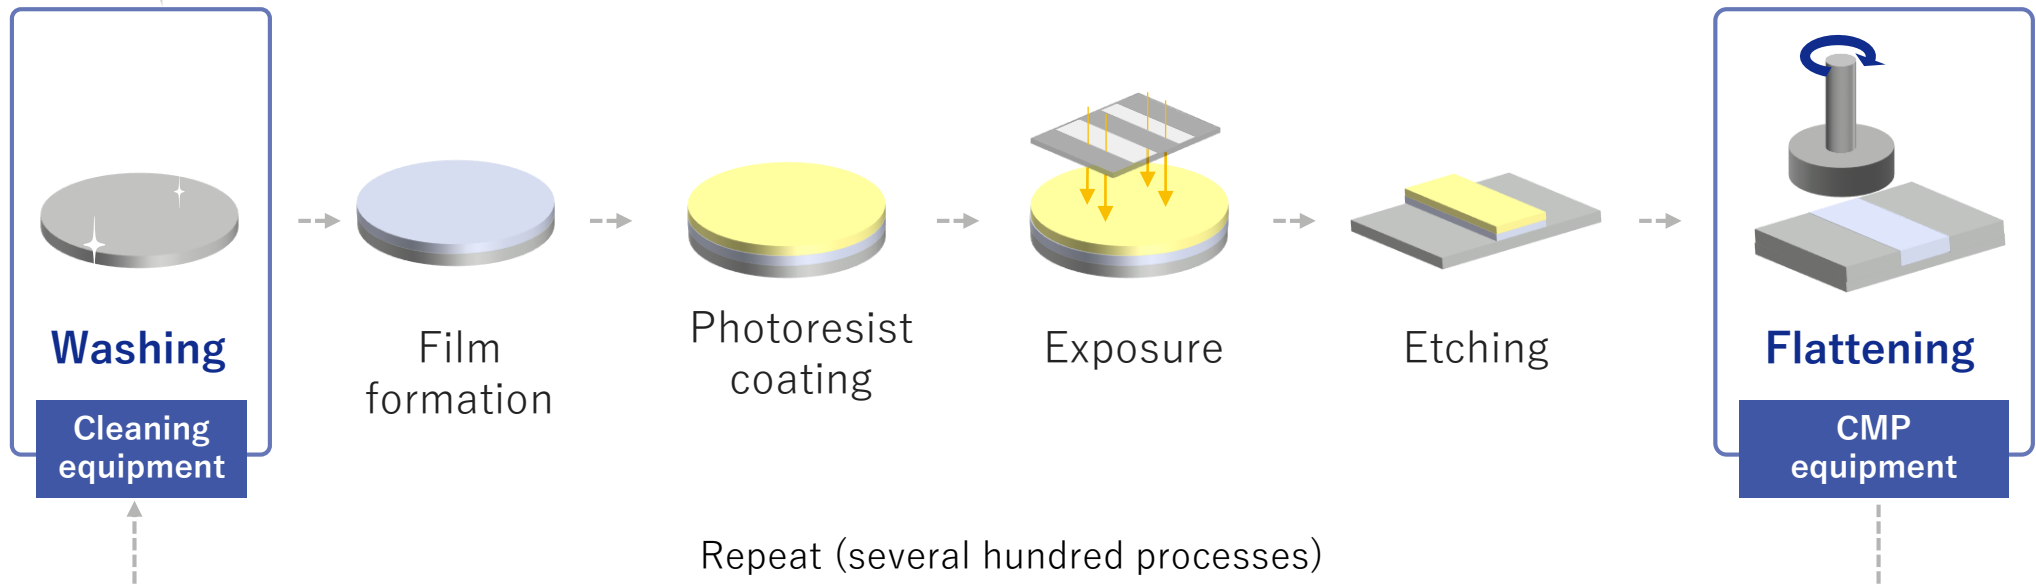 Washing
Cleaning
equipment
Film
formation
Photoresist
coating
Exposure
Etching
Flattening
CMP
equipment
Repeat (several hundred processes)